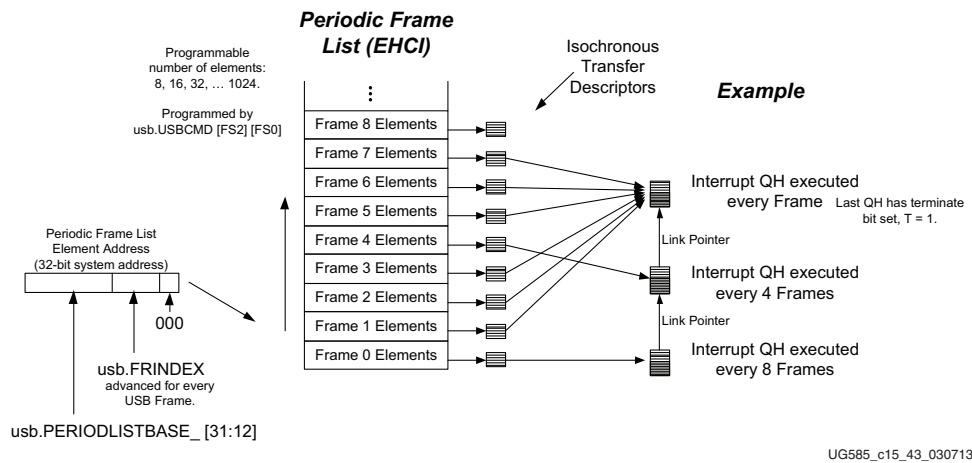 Periodic Frame
List (EHCI)
Programmable
number of elements:
8, 16, 32, … 1024.
Programmed by
usb.USBCMD [FS2] [FS0]
Isochronous
Transfer
Descriptors
Example
Frame 8 Elements
Frame 7 Elements
Frame 6 Elements
Frame 5 Elements
Frame 4 Elements
Frame 3 Elements
Frame 2 Elements
Frame 1 Elements
Frame 0 Elements
Interrupt QH executed
every Frame
Last QH has terminate
bit set, T = 1.
Link Pointer
Interrupt QH executed
every 4 Frames
Link Pointer
Interrupt QH executed
every 8 Frames
Periodic Frame List
Element Address
(32-bit system address)
000
usb.FRINDEX
advanced for every
USB Frame.
usb.PERIODLISTBASE_ [31:12]
UG585_c15_43_030713